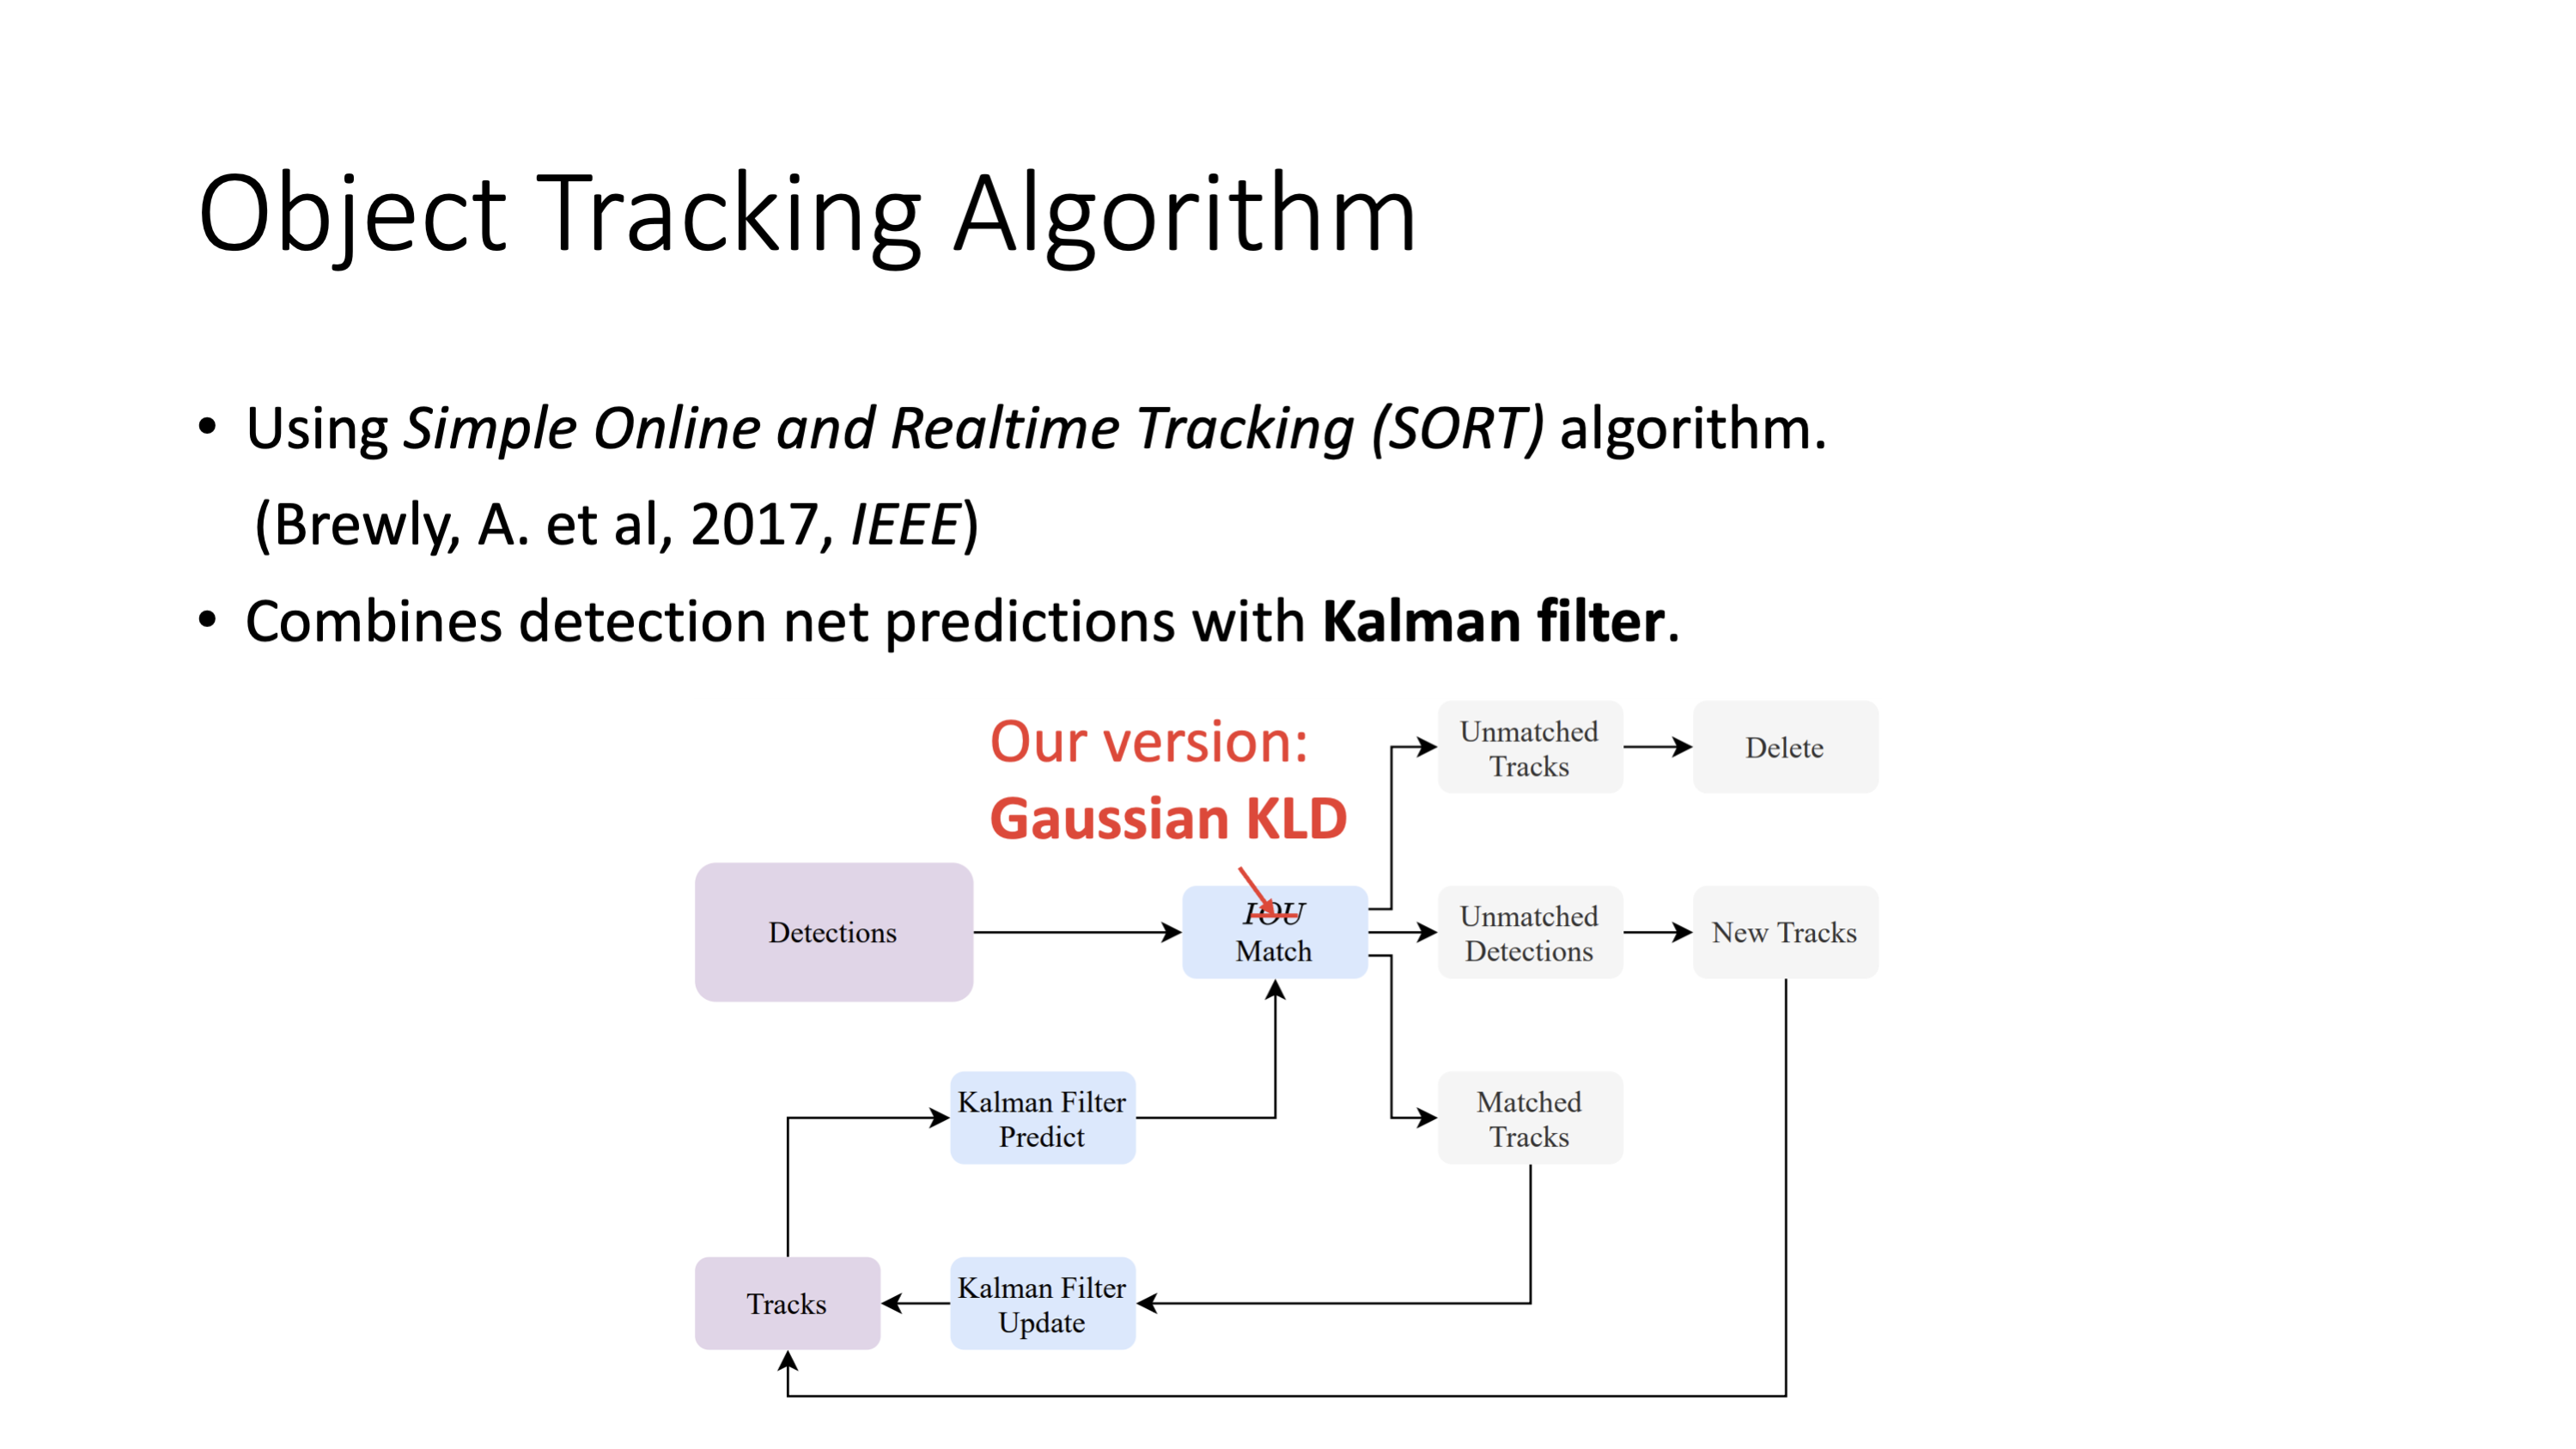 Object Tracking Algorithm
• Using Simple Online and Realtime Tracking (SORT) algorithm.
(Brewly, A. et al, 2017, IEEE)
• Combines detection net predictions with Kalman filter.
Our version:
Gaussian KLD
Unmatched
Tracks
Delete
Detections
IOU
Match
Unmatched
Detections
New Tracks
Kalman Filter
Predict
Matched
Tracks
Tracks
Kalman Filter
Update